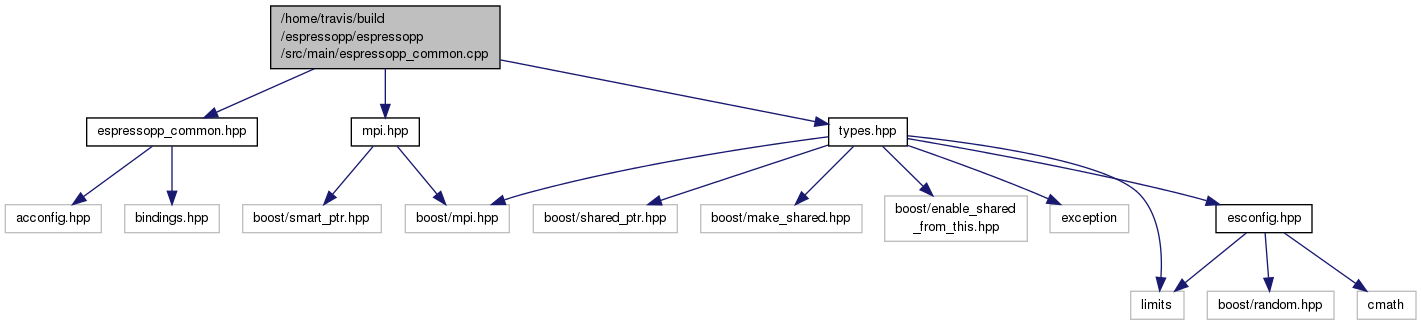 /home/travis/build
/espressopp/espressopp
/src/main/espressopp_common.cpp
espressopp_common.hpp
mpi.hpp
types.hpp
acconfig.hpp
bindings.hpp
boost/smart_ptr.hpp
boost/mpi.hpp
boost/shared_ptr.hpp
boost/make_shared.hpp
boost/enable_shared
_from_this.hpp
exception
esconfig.hpp
limits
boost/random.hpp
cmath